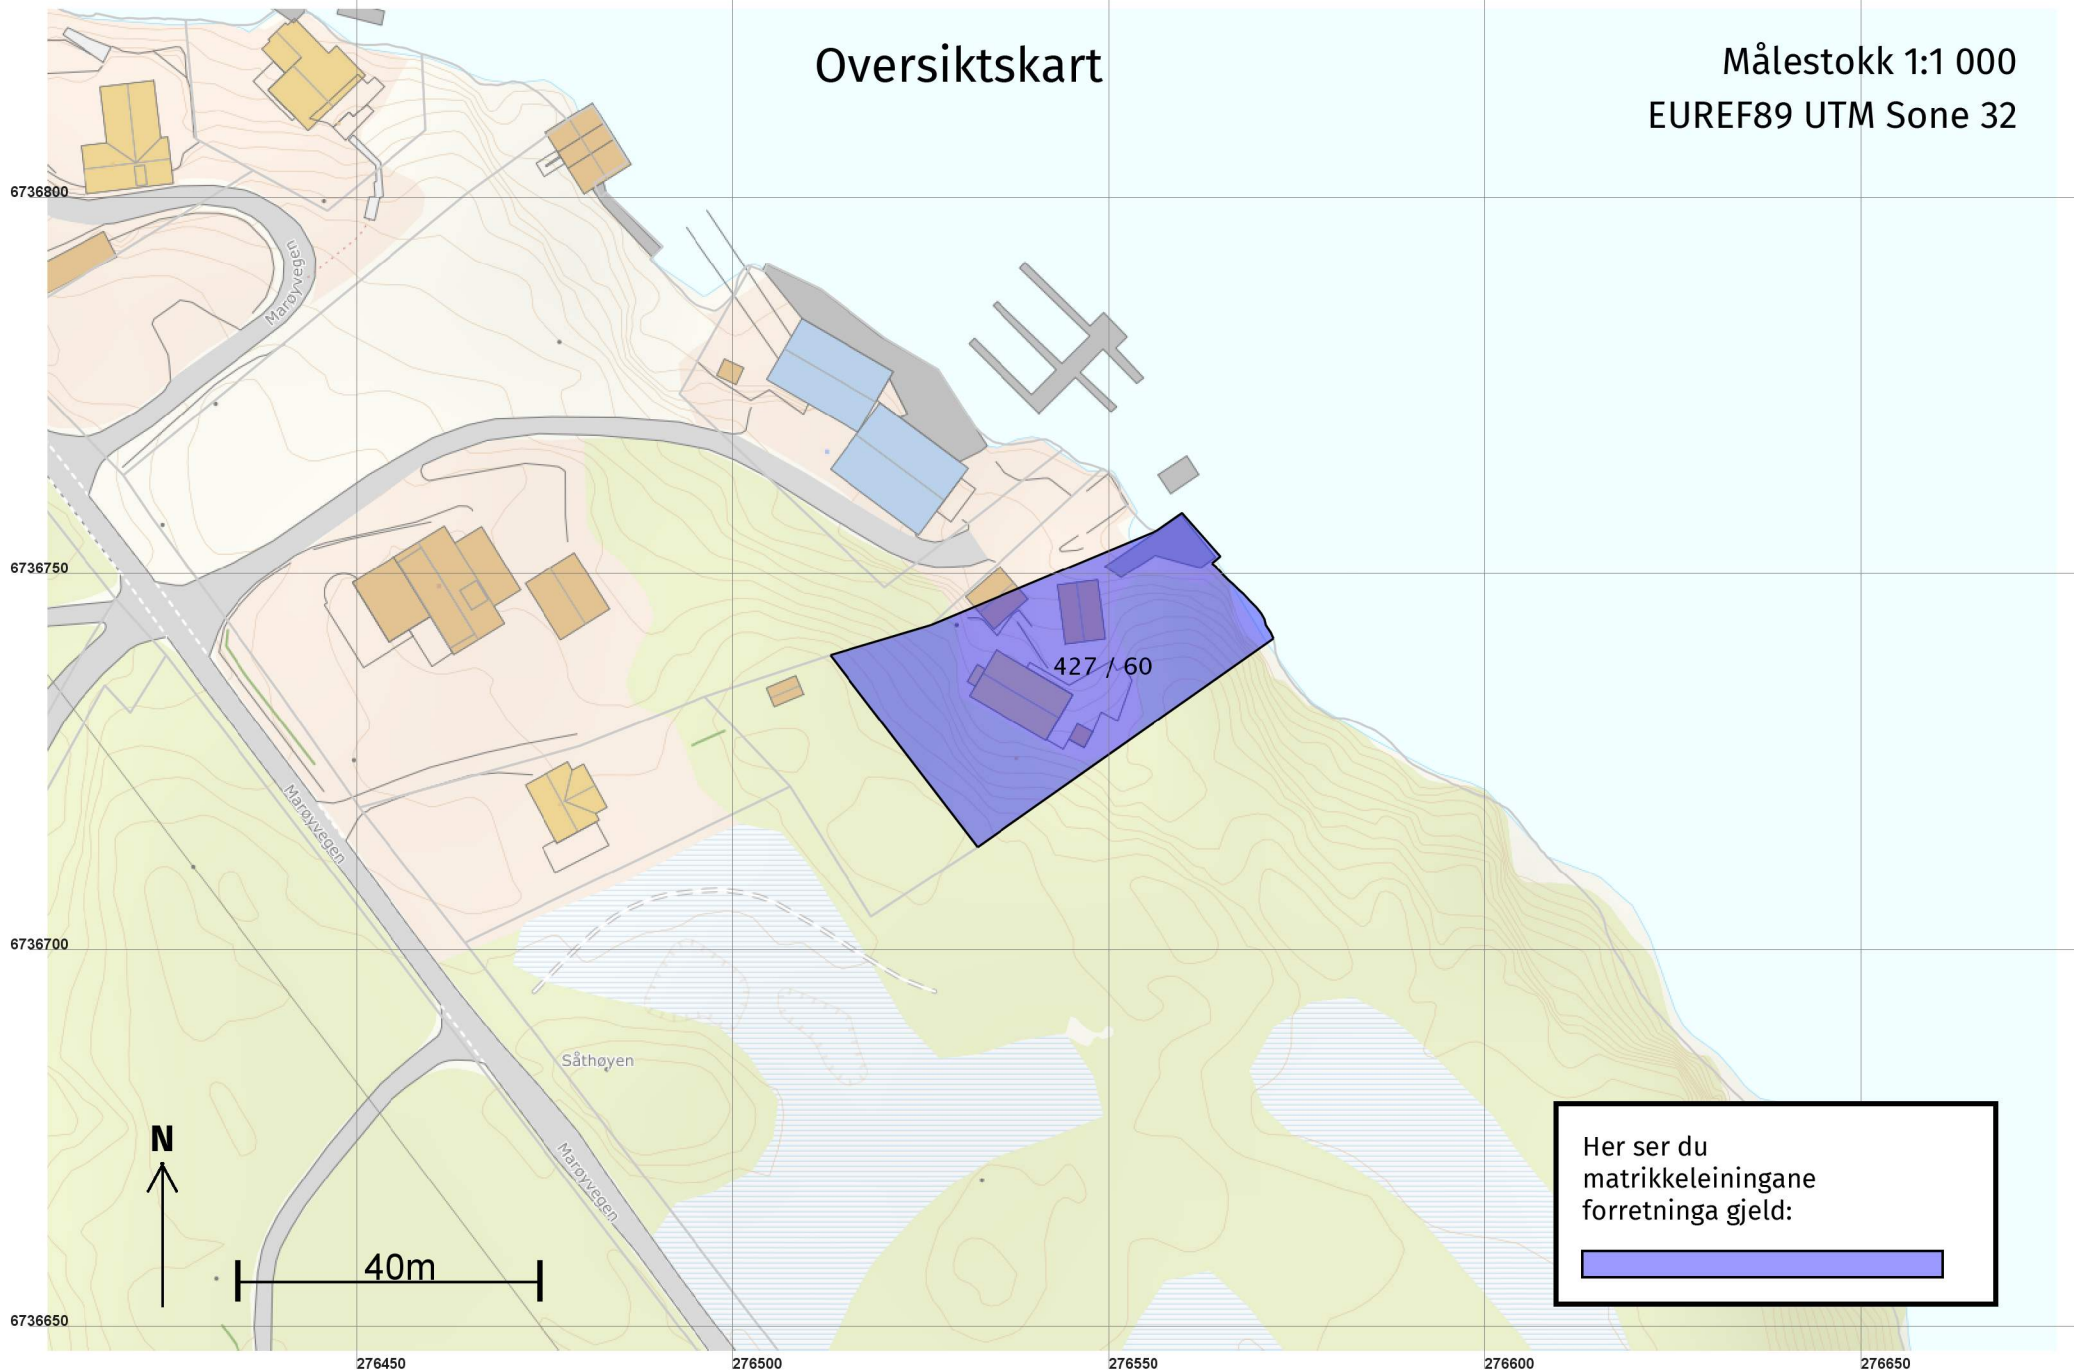 Oversiktskart
Målestokk 1:1 000
EUREF89 UTM Sone 32
6736800
Marøyvegen
6736750
427 / 60
Marøyvegen
6736700
Såthøyen
N
Marøyvegen
Her ser du
matrikkeleiningane
forretninga gjeld:
40m
6736650
276450
276500
276550
276600
276650